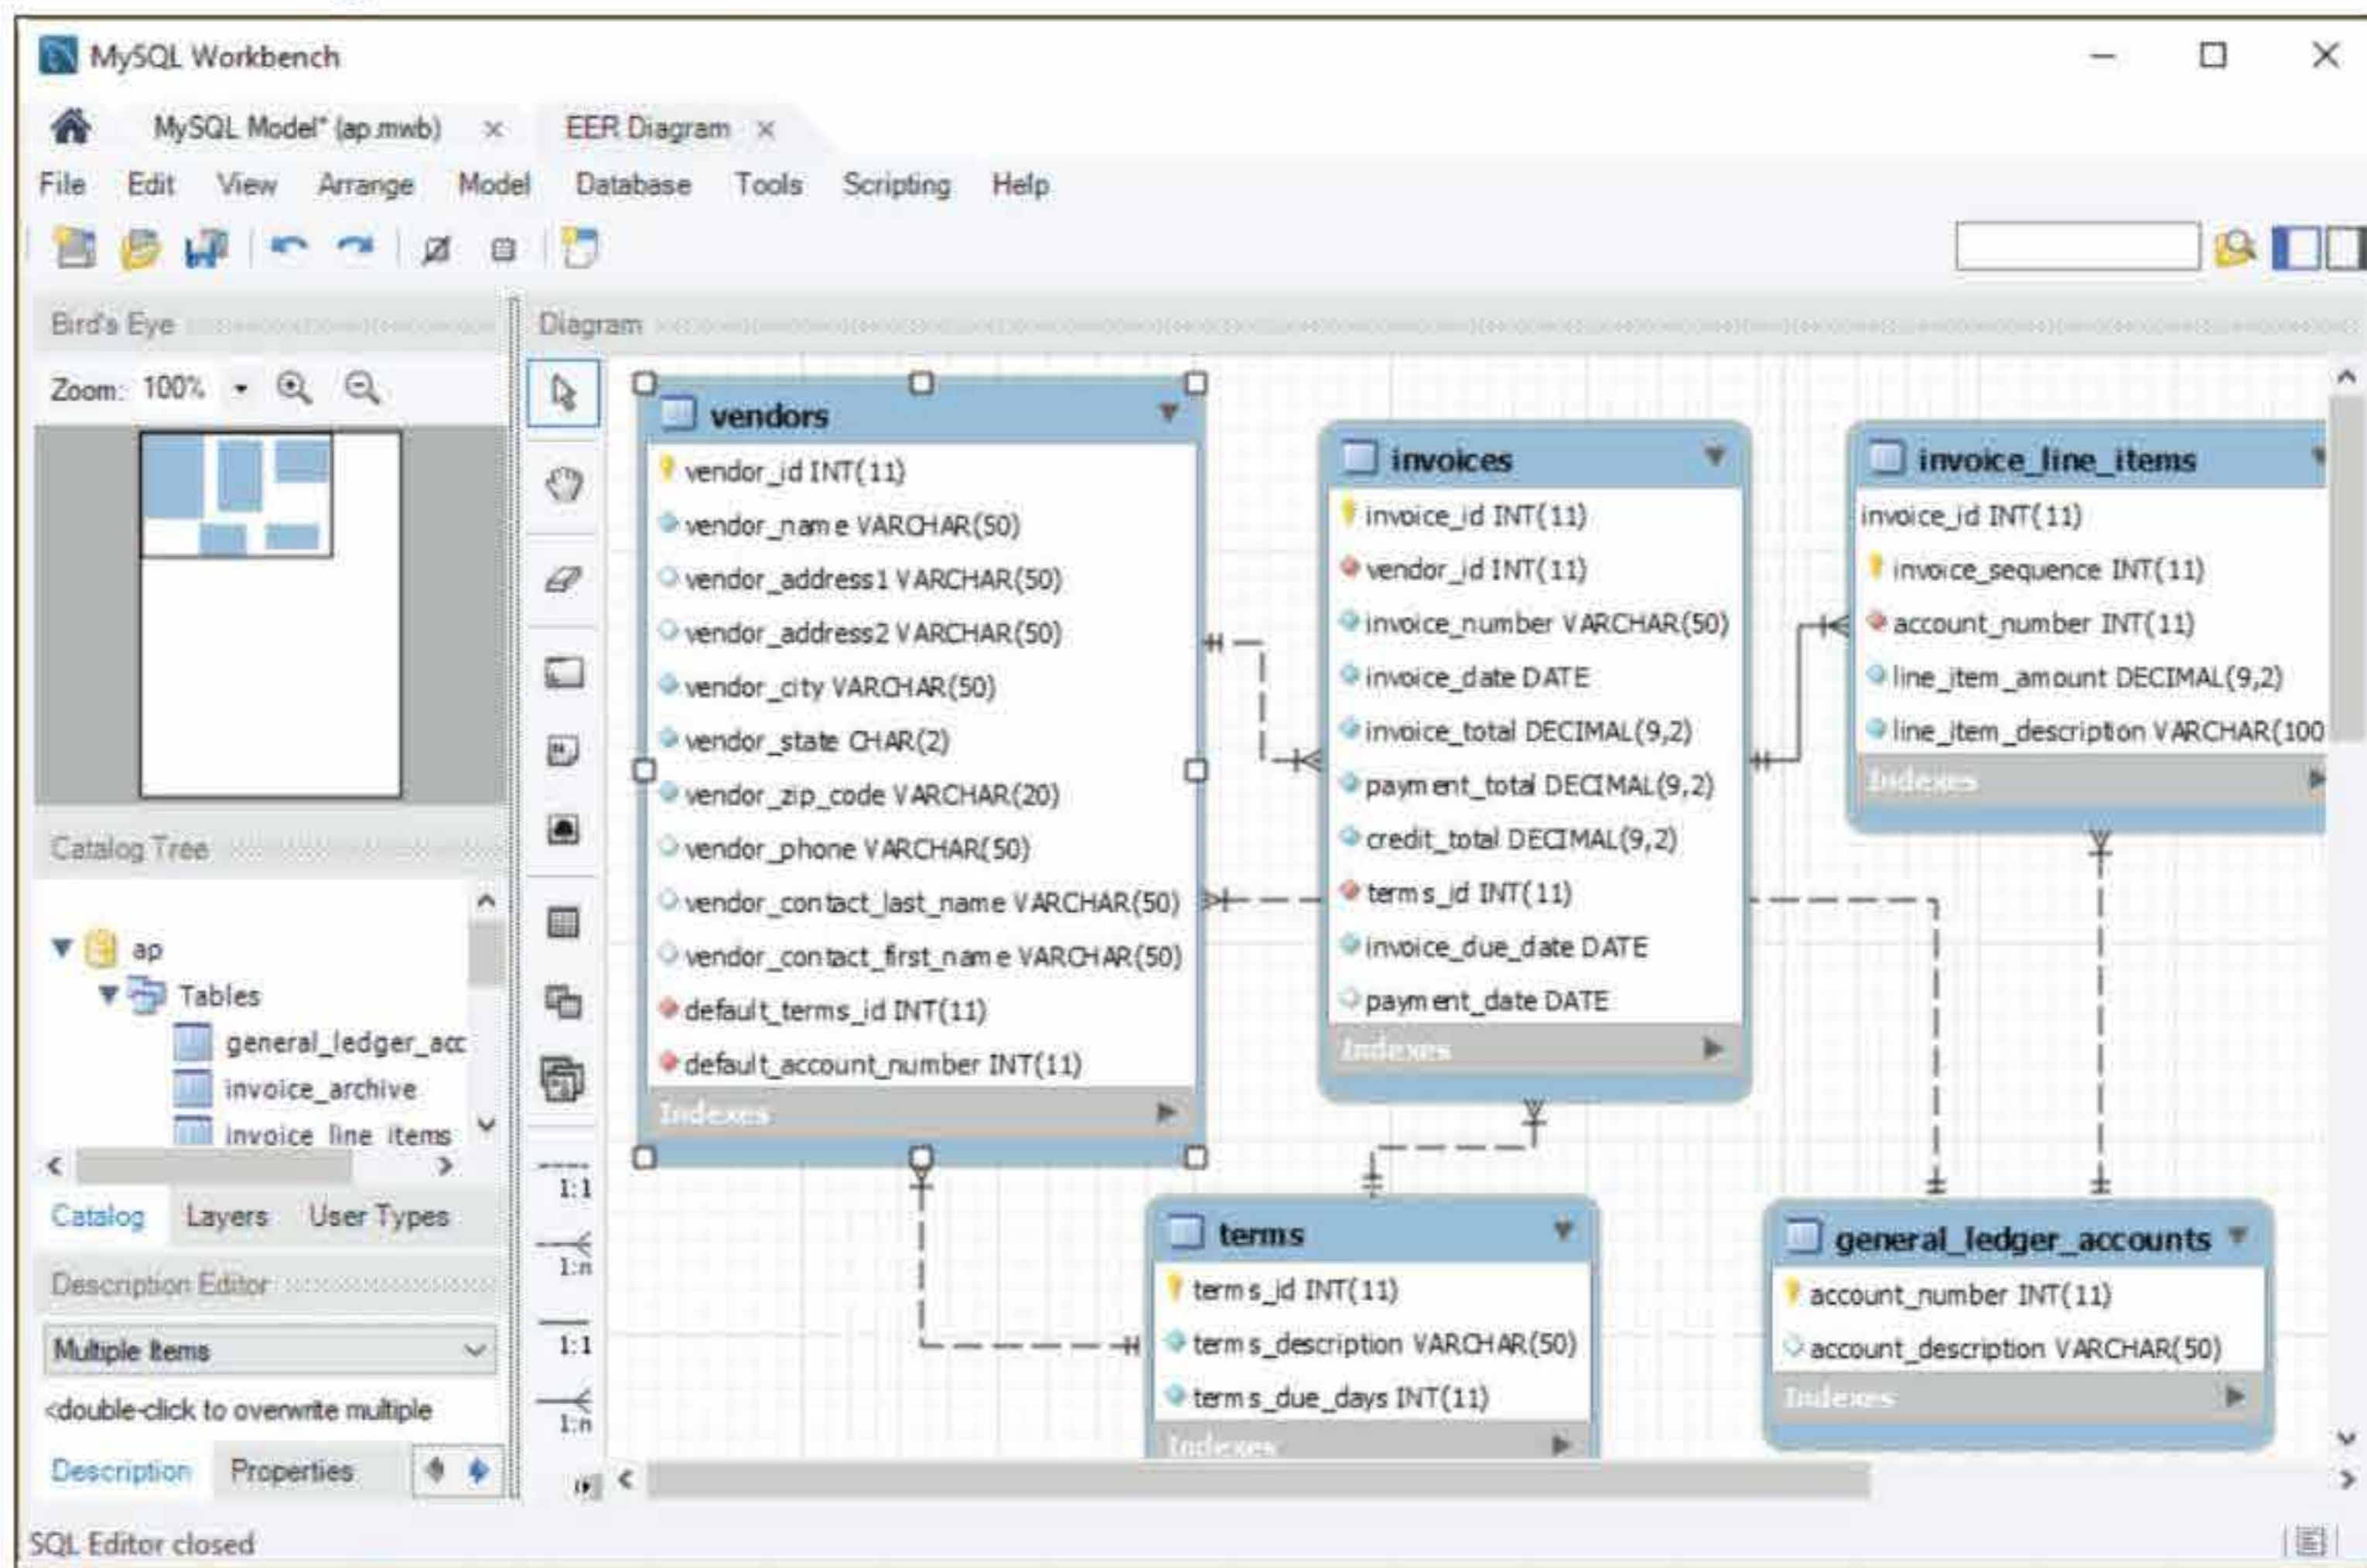 MySQL Workbench
MySQL Model* (ap.mwb) ×
EER Diagram ×
File Edit View Arrange Model Database Tools Scripting Help
Bird's Eye
Zoom: 100%
Catalog Tree
ap
Tables
general_ledger_acc
invoice_archive
invoice_line_items
Catalog Layers User Types
Description Editor
Multiple Items
<double-click to overwrite multiple
Description Properties
Diagram
1:1
1:n
1:1
1:n
vendors
vendor_id INT(11)
vendor_name VARCHAR(50)
vendor_address1 VARCHAR(50)
vendor_address2 VARCHAR(50)
vendor_city VARCHAR(50)
vendor_state CHAR(2)
vendor_zip_code VARCHAR(20)
vendor_phone VARCHAR(50)
vendor_contact_last_name VARCHAR(50)
vendor_contact_first_name VARCHAR(50)
default_terms_id INT(11)
default_account_number INT(11)
Indexes
invoices
invoice_id INT(11)
vendor_id INT(11)
invoice_number VARCHAR(50)
invoice_date DATE
invoice_total DECIMAL(9,2)
payment_total DECIMAL(9,2)
credit_total DECIMAL(9,2)
terms_id INT(11)
invoice_due_date DATE
payment_date DATE
Indexes
invoice_line_items
invoice_id INT(11)
invoice_sequence INT(11)
account_number INT(11)
line_item_amount DECIMAL(9,2)
line_item_description VARCHAR(100
Indexes
terms
terms_id INT(11)
terms_description VARCHAR(50)
terms_due_days INT(11)
Indexes
general_ledger_accounts
account_number INT(11)
account_description VARCHAR(50)
Indexes
SQL Editor closed